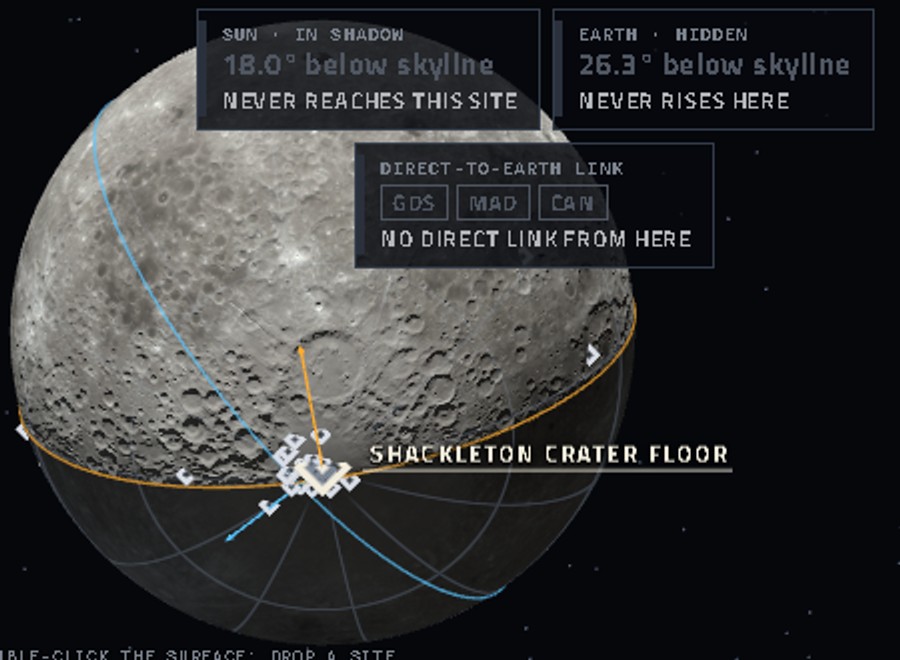 SUN · IN SHADOW
18.0° below skyline
NEVER REACHES THIS SITE
EARTH · HIDDEN
26.3° below skyline
NEVER RISES HERE
DIRECT-TO-EARTH LINK
GDS MAD CAN
NO DIRECT LINK FROM HERE
SHACKLETON CRATER FLOOR
BLE-CLICK THE SURFACE: DROP A SITE